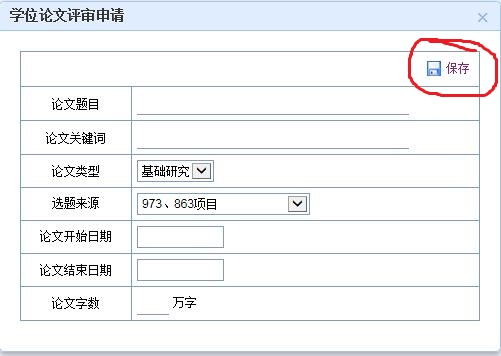 学位论文评审申请
保存
论文题目
论文关键词
论文类型 基础研究
选题来源 973、863项目
论文开始日期
论文结束日期
论文字数 万字